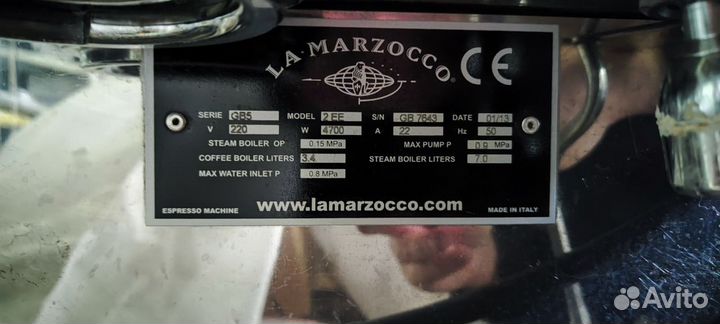 LA MARZOCCO® CE
SERIE GB5 MODEL 2 EE S/N GB 7843 DATE 01/13
V 220 W 4700 A 22 Hz 50
STEAM BOILER OP 0.15 MPa MAX PUMP P 0.9 MPa
COFFEE BOILER LITERS 3.4 STEAM BOILER LITERS 7.0
MAX WATER INLET P 0.8 MPa
ESPRESSO MACHINE www.lamarzocco.com MADE IN ITALY
Avito